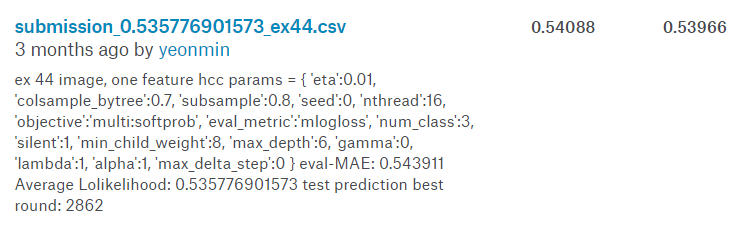 submission_0.535776901573_ex44.csv 0.54088 0.53966
3 months ago by yeonmin
ex 44 image, one feature hcc params = { 'eta':0.01,
'colsample_bytree':0.7, 'subsample':0.8, 'seed':0, 'nthread':16,
'objective':'multi:softprob', 'eval_metric':'mlogloss', 'num_class':3,
'silent':1, 'min_child_weight':8, 'max_depth':6, 'gamma':0,
'lambda':1, 'alpha':1, 'max_delta_step':0 } eval-MAE: 0.543911
Average Lolikelihood: 0.535776901573 test prediction best
round: 2862